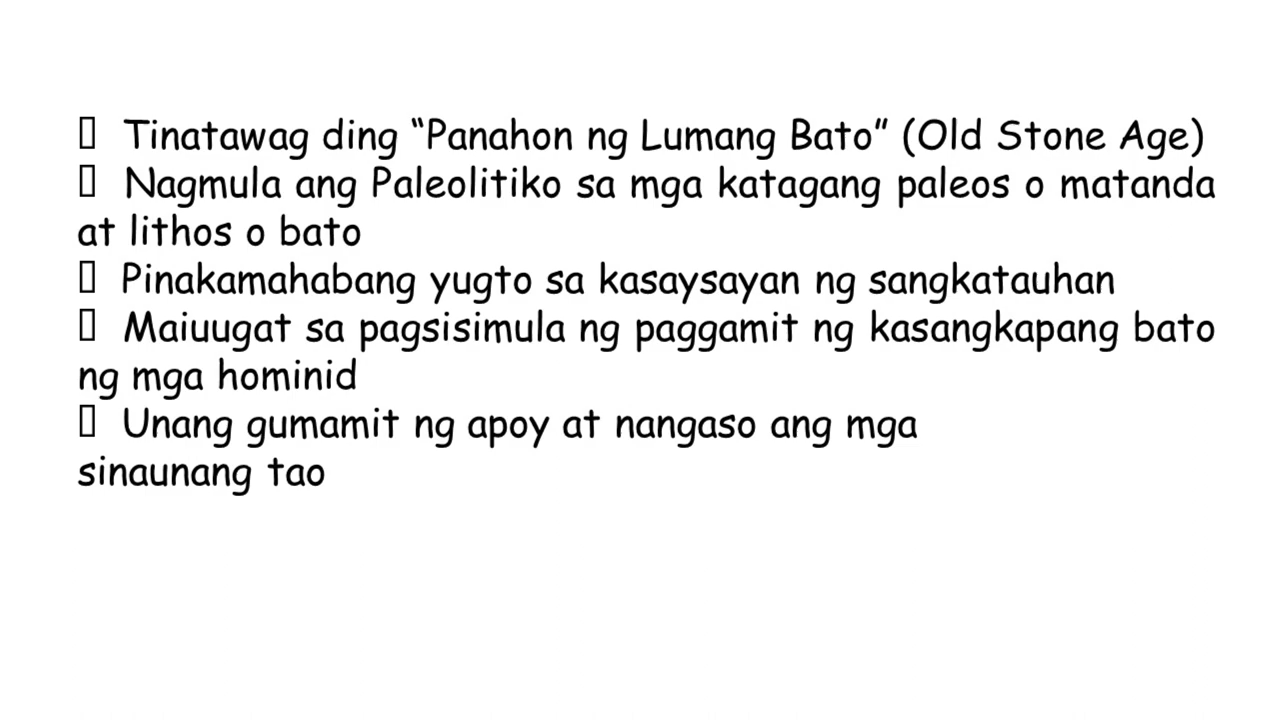 ▯ Tinatawag ding “Panahon ng Lumang Bato” (Old Stone Age)
▯ Nagmula ang Paleolitiko sa mga katagang paleos o matanda
at lithos o bato
▯ Pinakamahabang yugto sa kasaysayan ng sangkatauhan
▯ Maiuugat sa pagsisimula ng paggamit ng kasangkapang bato
ng mga hominid
▯ Unang gumamit ng apoy at nangaso ang mga
sinaunang tao